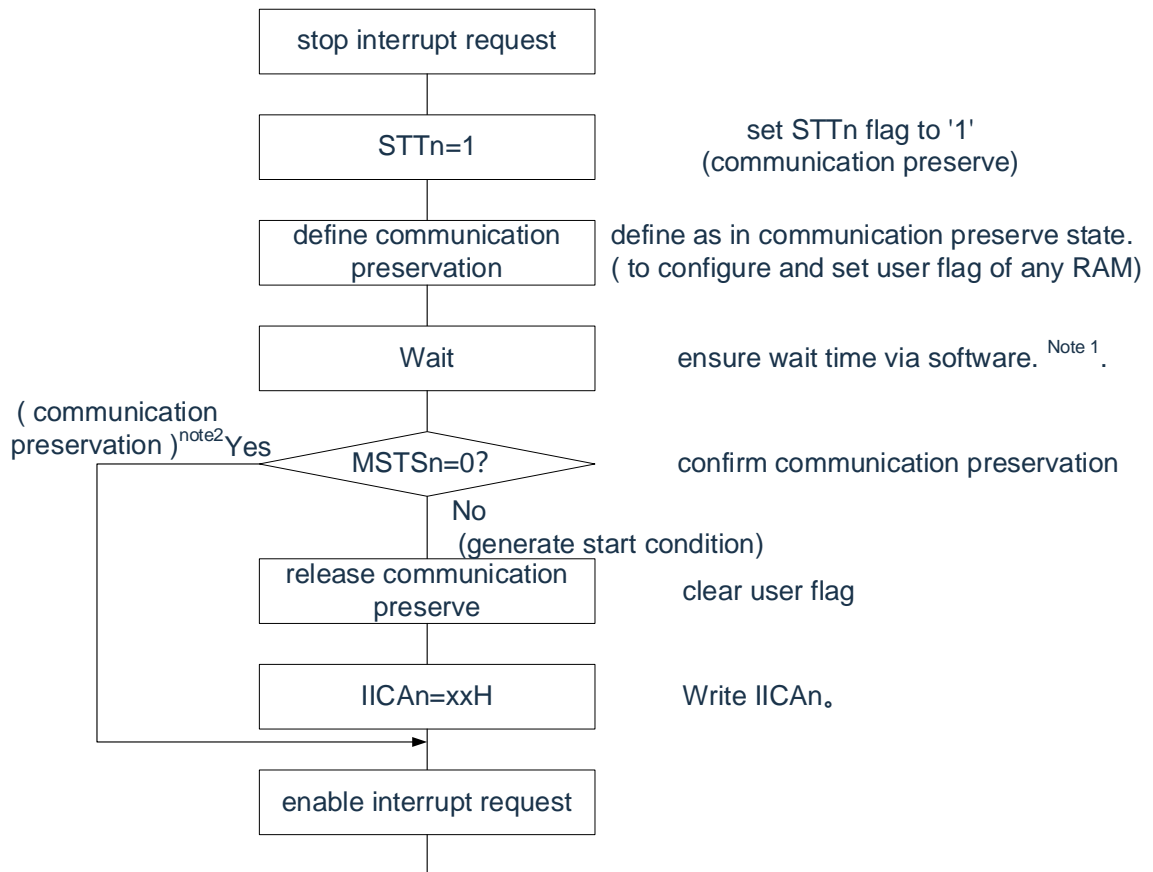 stop interrupt request
STTn=1
set STTn flag to '1'
(communication preserve)
define communication
preservation
define as in communication preserve state.
( to configure and set user flag of any RAM)
Wait
ensure wait time via software. Note 1.
( communication
preservation )note2 Yes
MSTSn=0?
confirm communication preservation
No
(generate start condition)
release communication
preserve
clear user flag
IICAn=xxH
Write IICAn。
enable interrupt request